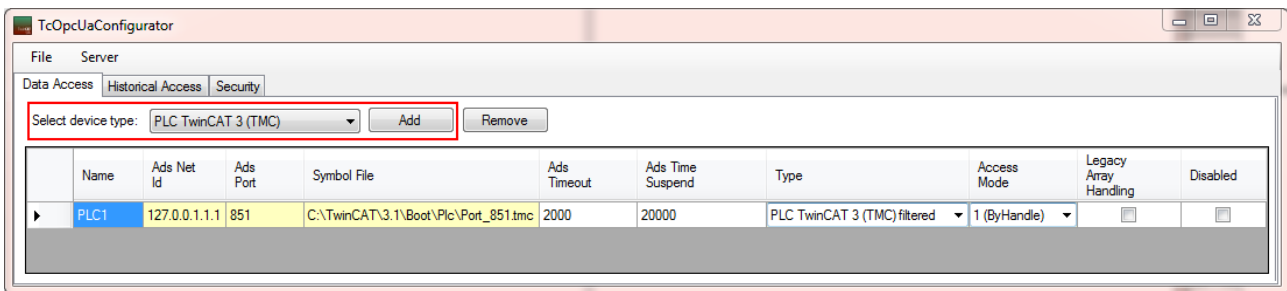 TcOpcUaConfigurator
File Server
Data Access Historical Access Security
Select device type: PLC TwinCAT 3 (TMC) Add Remove
Name Ads Net Id Ads Port Symbol File Ads Timeout Ads Time Suspend Type Access Mode Legacy Array Handling Disabled
PLC1 127.0.0.1.1.1 851 C:\TwinCAT\3.1\Boot\Plc\Port_851.tmc 2000 20000 PLC TwinCAT 3 (TMC) filtered 1 (ByHandle)